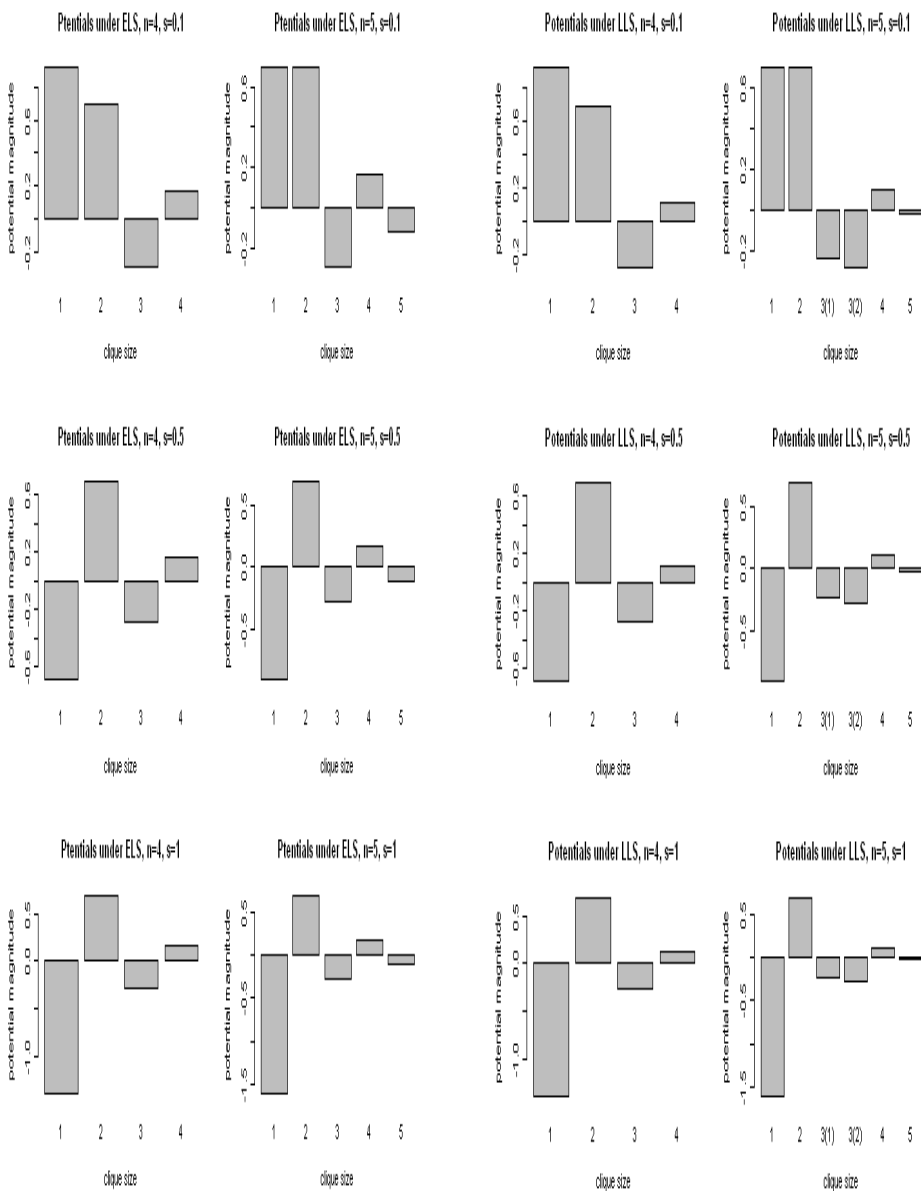 Ptentials under ELS, n=4, s=0.1
potential magnitude
-0.2 0.2 0.6
1 2 3 4
clique size
Ptentials under ELS, n=5, s=0.1
potential magnitude
-0.2 0.2 0.6
1 2 3 4 5
clique size
Potentials under LLS, n=4, s=0.1
potential magnitude
-0.2 0.2 0.6
1 2 3 4
clique size
Potentials under LLS, n=5, s=0.1
potential magnitude
-0.2 0.2 0.6
1 2 3(1) 3(2) 4 5
clique size
Ptentials under ELS, n=4, s=0.5
potential magnitude
-0.6 -0.2 0.2 0.6
1 2 3 4
clique size
Ptentials under ELS, n=5, s=0.5
potential magnitude
-0.5 0.0 0.5
1 2 3 4 5
clique size
Potentials under LLS, n=4, s=0.5
potential magnitude
-0.6 -0.2 0.2 0.6
1 2 3 4
clique size
Potentials under LLS, n=5, s=0.5
potential magnitude
-0.5 0.0 0.5
1 2 3(1) 3(2) 4 5
clique size
Ptentials under ELS, n=4, s=1
potential magnitude
-1.0 0.0 0.5
1 2 3 4
clique size
Ptentials under ELS, n=5, s=1
potential magnitude
-1.5 -0.5 0.5
1 2 3 4 5
clique size
Potentials under LLS, n=4, s=1
potential magnitude
-1.0 0.0 0.5
1 2 3 4
clique size
Potentials under LLS, n=5, s=1
potential magnitude
-1.5 -0.5 0.5
1 2 3(1) 3(2) 4 5
clique size